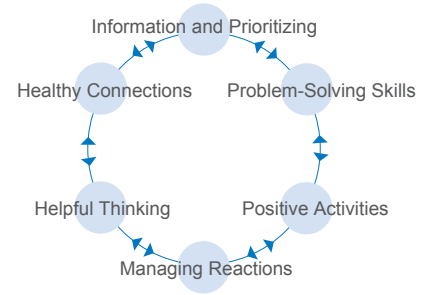 Information and Prioritizing
Healthy Connections
Problem-Solving Skills
Helpful Thinking
Positive Activities
Managing Reactions